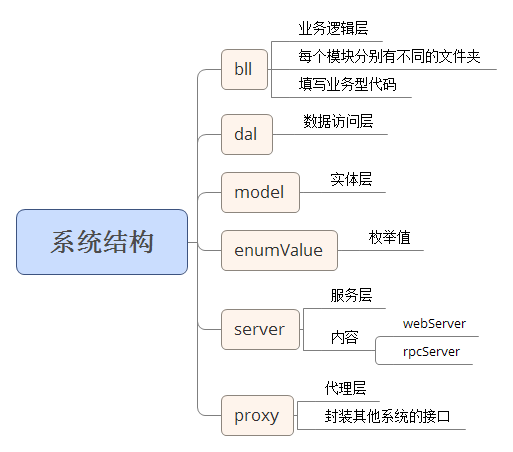 系统结构
bll
业务逻辑层
每个模块分别有不同的文件夹
填写业务型代码
dal
数据访问层
model
实体层
enumValue
枚举值
server
服务层
内容
webServer
rpcServer
proxy
代理层
封装其他系统的接口